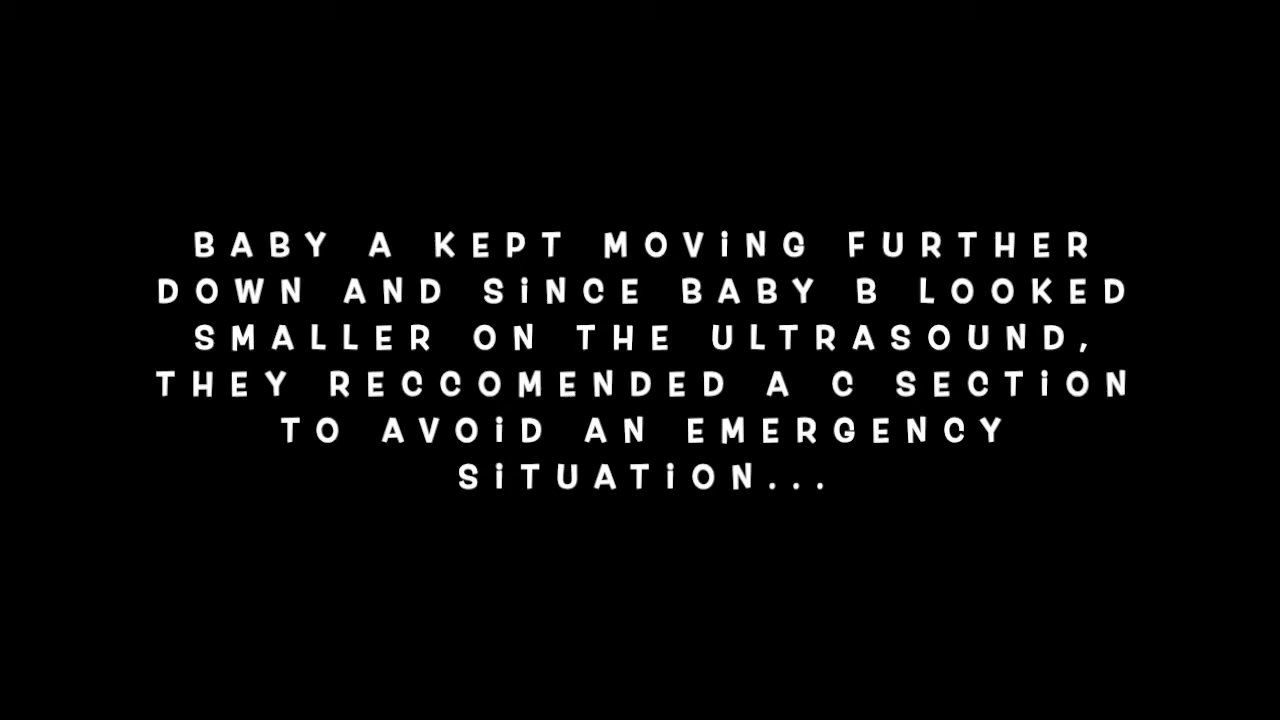 BABY A KEPT MOViNG FURTHER
DOWN AND SiNCE BABY B LOOKED
SMALLER ON THE ULTRASOUND,
THEY RECCOMENDED A C SECTiON
TO AVOiD AN EMERGENCY
SiTUATiON...